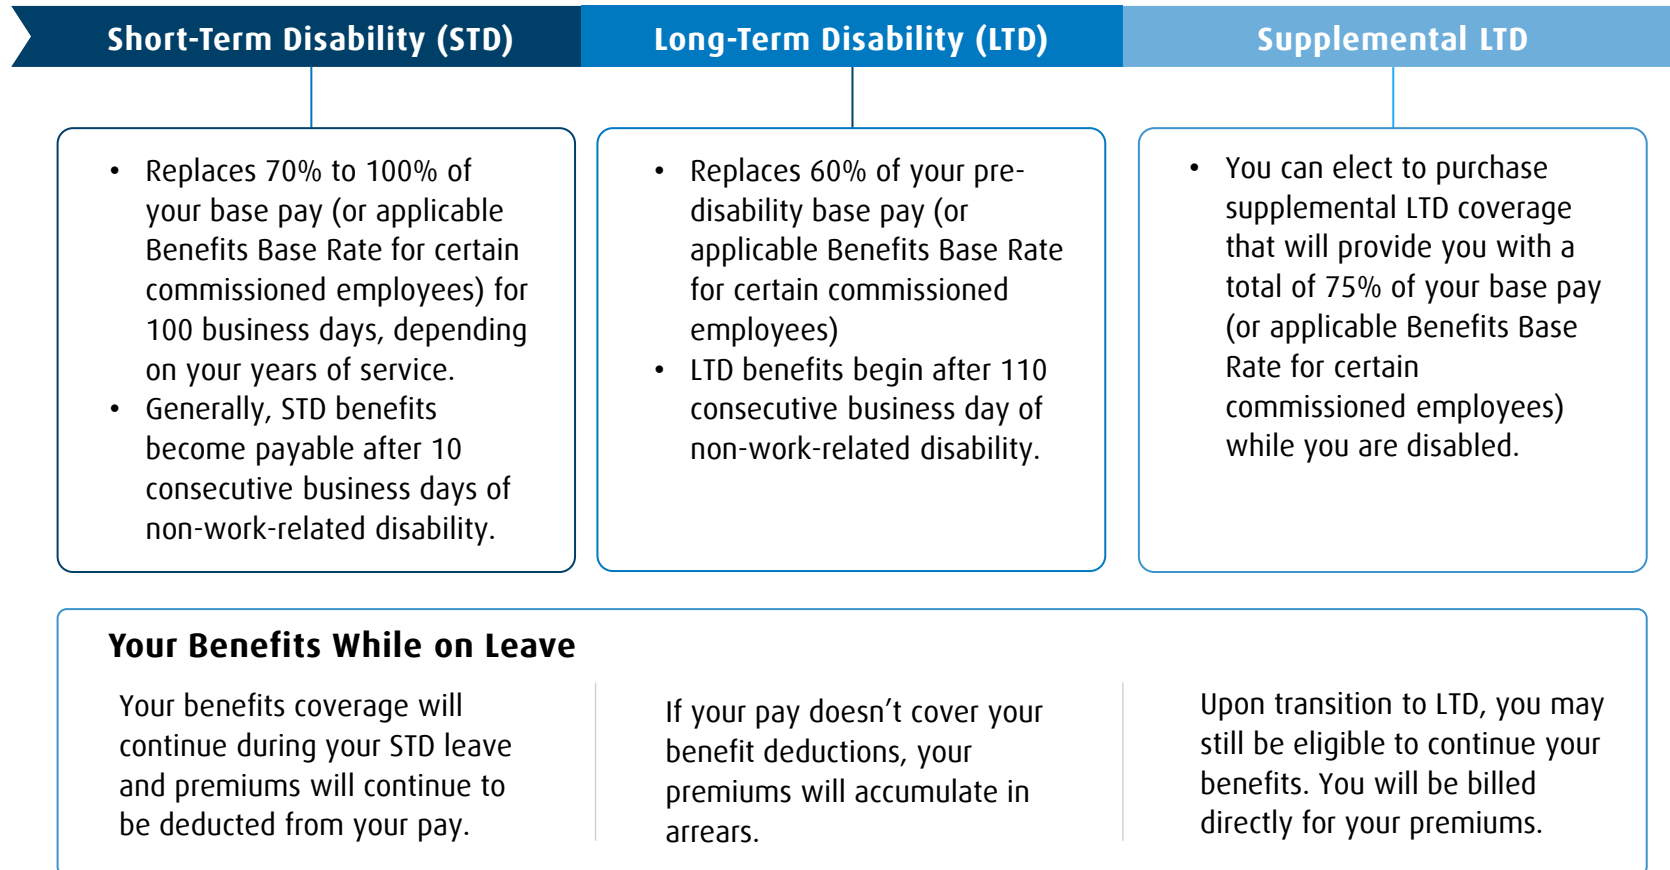 Short-Term Disability (STD)
Long-Term Disability (LTD)
Supplemental LTD
• Replaces 70% to 100% of
your base pay (or applicable
Benefits Base Rate for certain
commissioned employees) for
100 business days, depending
on your years of service.
• Generally, STD benefits
become payable after 10
consecutive business days of
non-work-related disability.
• Replaces 60% of your pre-
disability base pay (or
applicable Benefits Base Rate
for certain commissioned
employees)
• LTD benefits begin after 110
consecutive business day of
non-work-related disability.
• You can elect to purchase
supplemental LTD coverage
that will provide you with a
total of 75% of your base pay
(or applicable Benefits Base
Rate for certain
commissioned employees)
while you are disabled.
Your Benefits While on Leave
Your benefits coverage will
continue during your STD leave
and premiums will continue to
be deducted from your pay.
If your pay doesn’t cover your
benefit deductions, your
premiums will accumulate in
arrears.
Upon transition to LTD, you may
still be eligible to continue your
benefits. You will be billed
directly for your premiums.